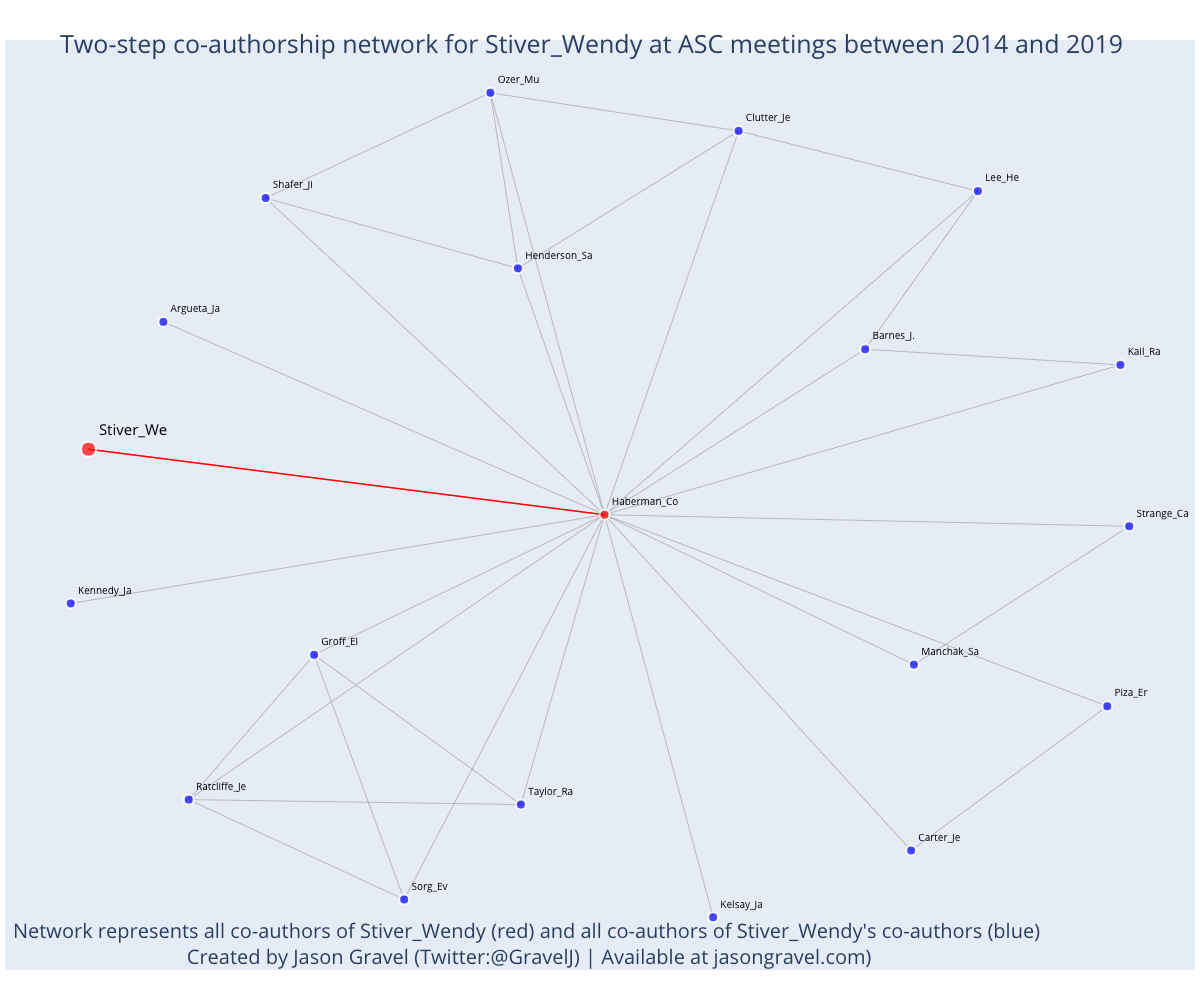 Two-step co-authorship network for Stiver_Wendy at ASC meetings between 2014 and 2019
Ozer_Mu
Clutter_Je
Lee_He
Shafer_Ji
Henderson_Sa
Argueta_Ja
Barnes_J.
Kail_Ra
Stiver_We
Haberman_Co
Strange_Ca
Kennedy_Ja
Groff_El
Manchak_Sa
Piza_Er
Ratcliffe_Je
Taylor_Ra
Carter_Je
Sorg_Ev
Kelsay_Ja
Network represents all co-authors of Stiver_Wendy (red) and all co-authors of Stiver_Wendy's co-authors (blue)
Created by Jason Gravel (Twitter:@GravelJ) | Available at jasongravel.com)